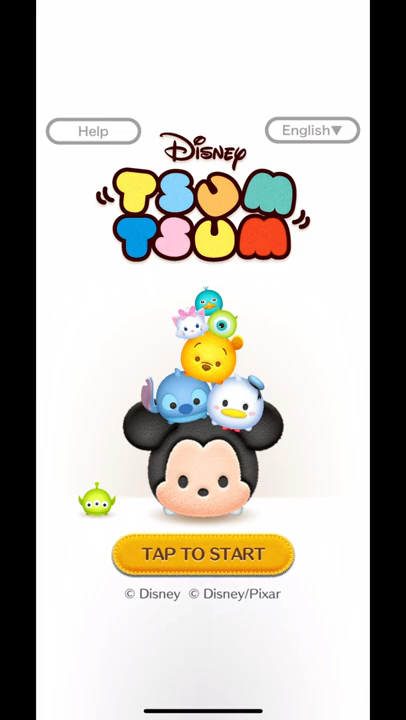 Help
English▼
Disney
TSUM
TSUM
TAP TO START
© Disney © Disney/Pixar